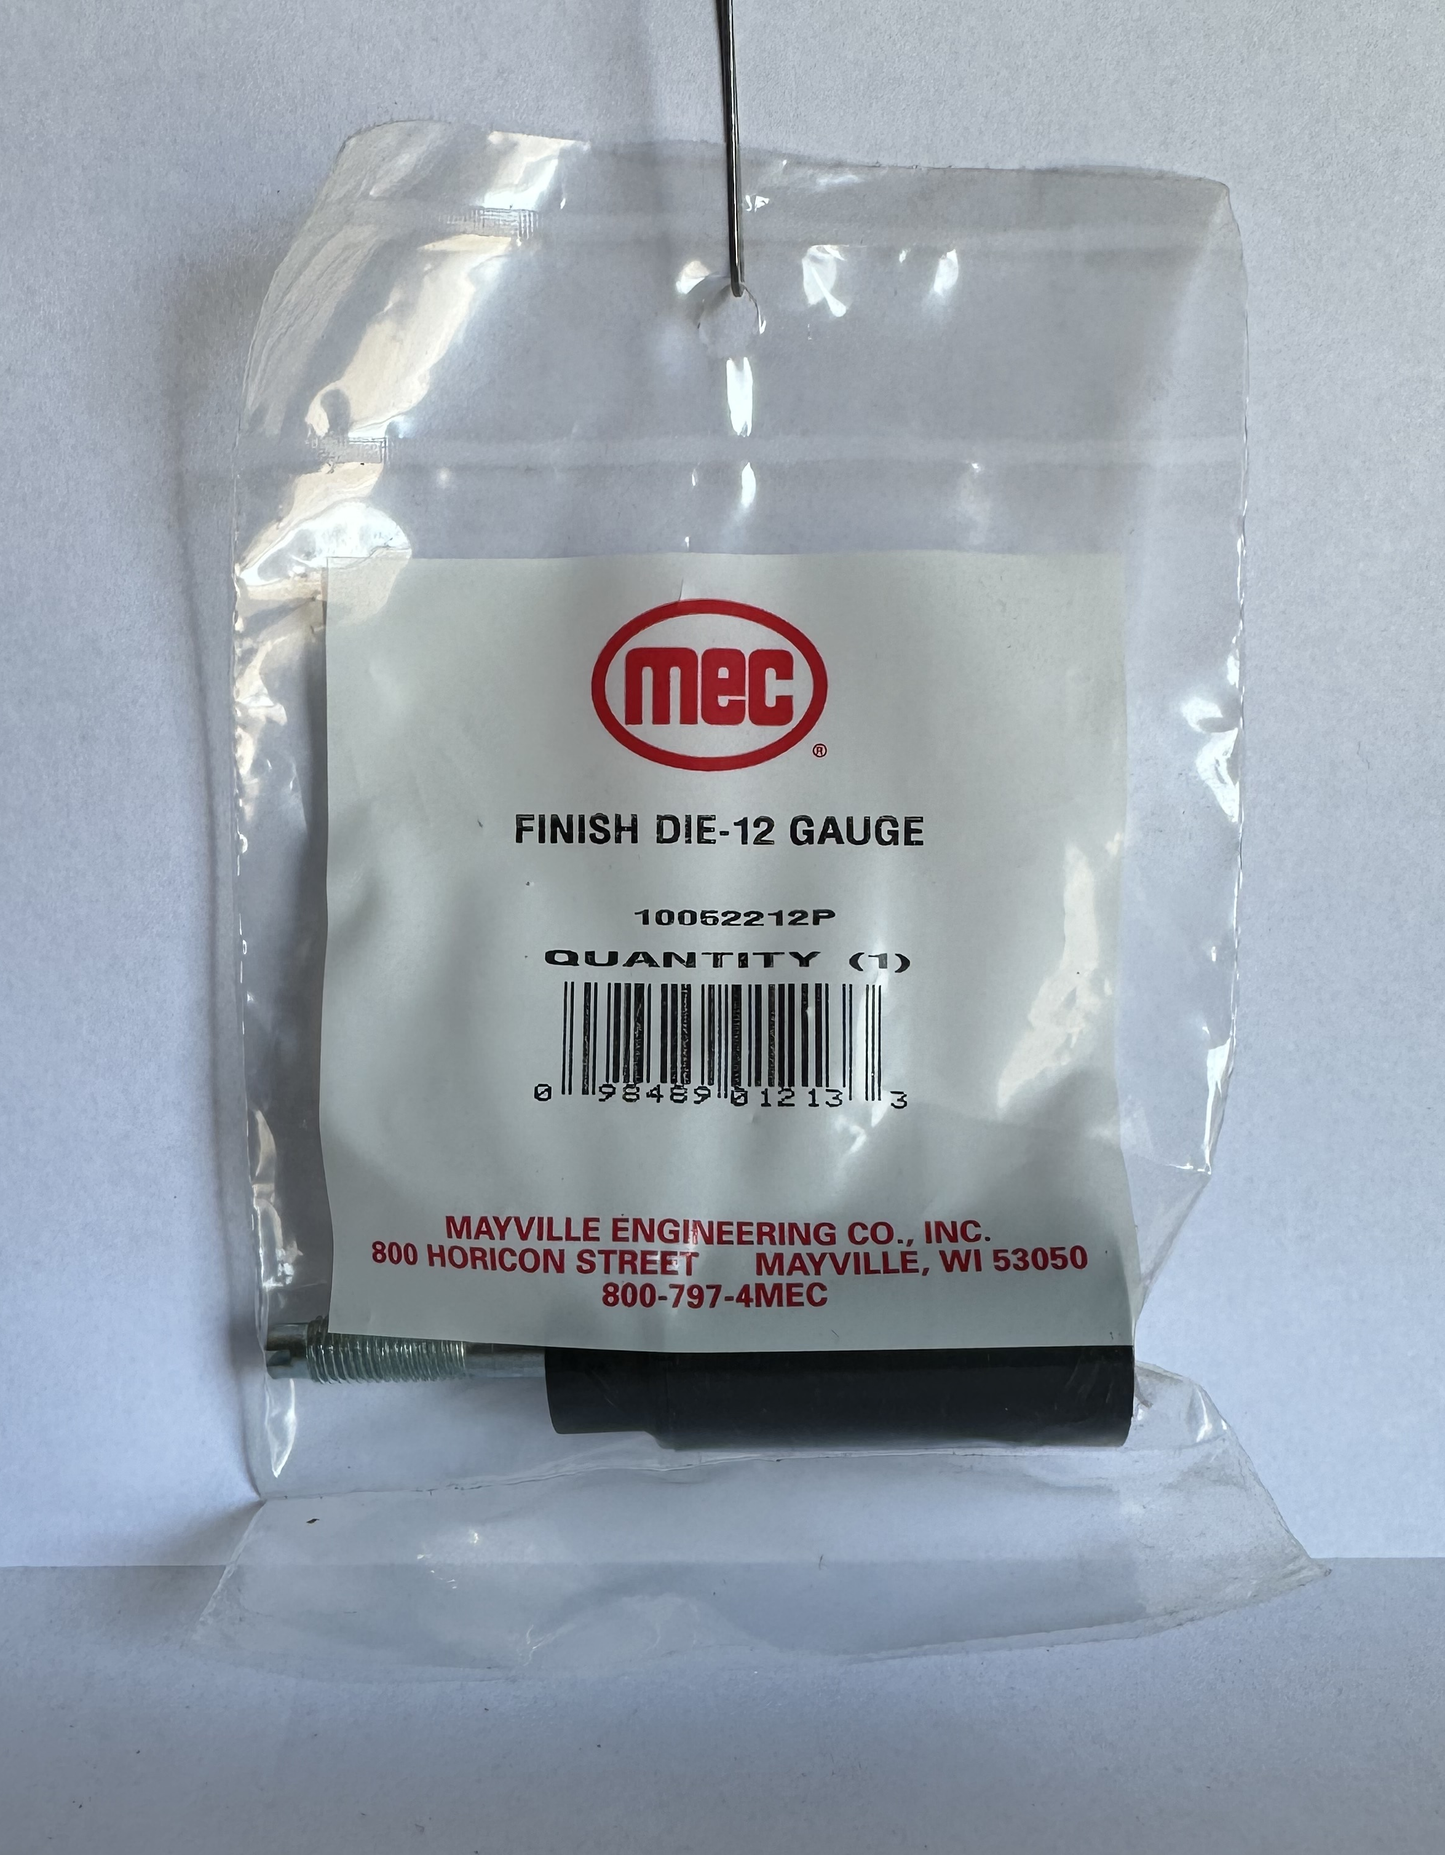 mec
®
FINISH DIE-12 GAUGE
10052212P
QUANTITY (1)
0 98489 01213 3
MAYVILLE ENGINEERING CO., INC.
800 HORICON STREET MAYVILLE, WI 53050
800-797-4MEC